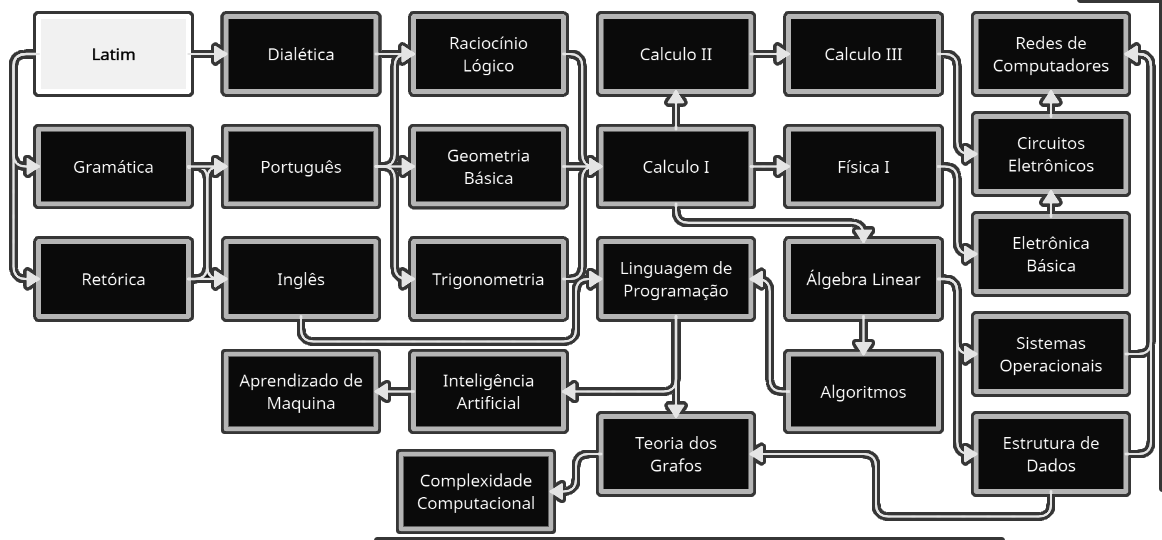 Latim
Dialética
Raciocínio
Lógico
Calculo II
Calculo III
Redes de
Computadores
Gramática
Português
Geometria
Básica
Calculo I
Física I
Circuitos
Eletrônicos
Retórica
Inglês
Trigonometria
Linguagem de
Programação
Álgebra Linear
Eletrônica
Básica
Aprendizado de
Maquina
Inteligência
Artificial
Algoritmos
Sistemas
Operacionais
Teoria dos
Grafos
Estrutura de
Dados
Complexidade
Computacional